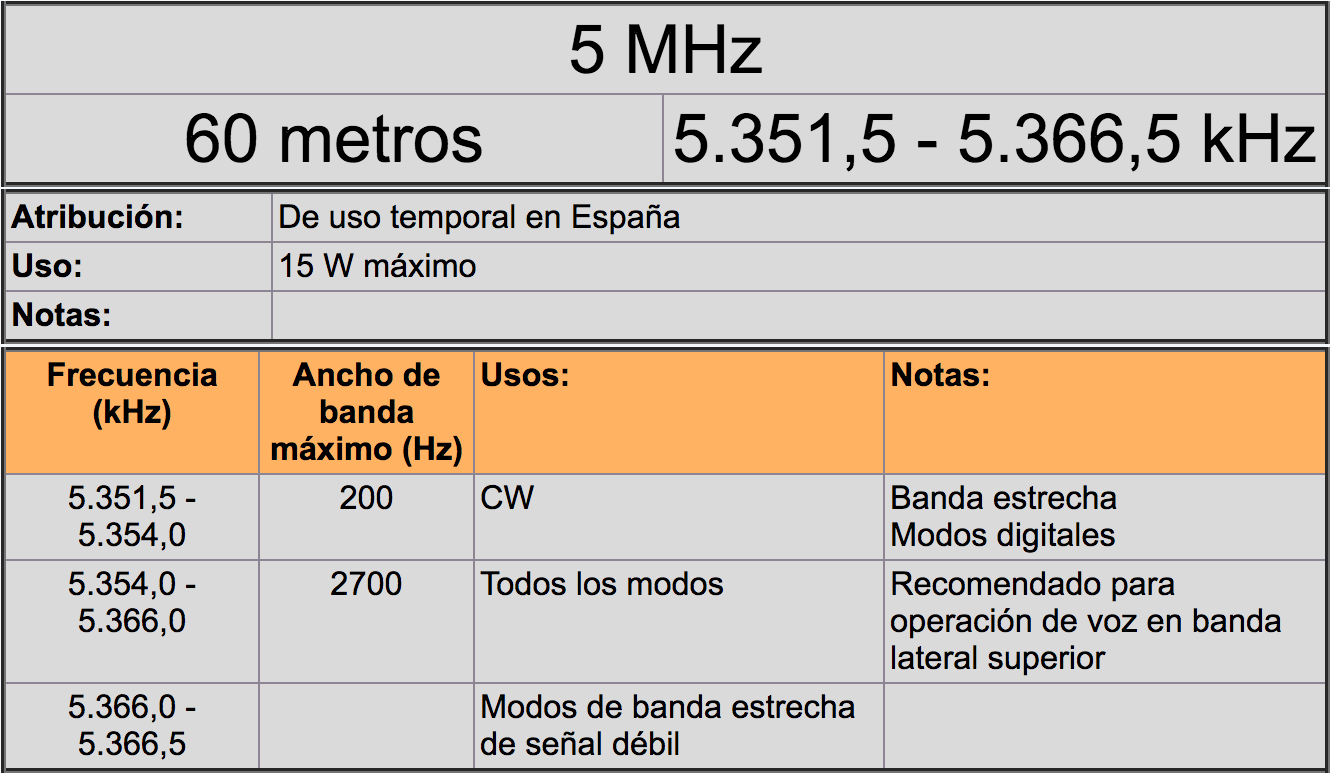 5 MHz
60 metros 5.351,5 - 5.366,5 kHz
Atribución: De uso temporal en España
Uso: 15 W máximo
Notas:
Frecuencia
(kHz)
Ancho de
banda
máximo (Hz)
Usos:
Notas:
5.351,5 -
5.354,0
200
CW
Banda estrecha
Modos digitales
5.354,0 -
5.366,0
2700
Todos los modos
Recomendado para
operación de voz en banda
lateral superior
5.366,0 -
5.366,5
Modos de banda estrecha
de señal débil